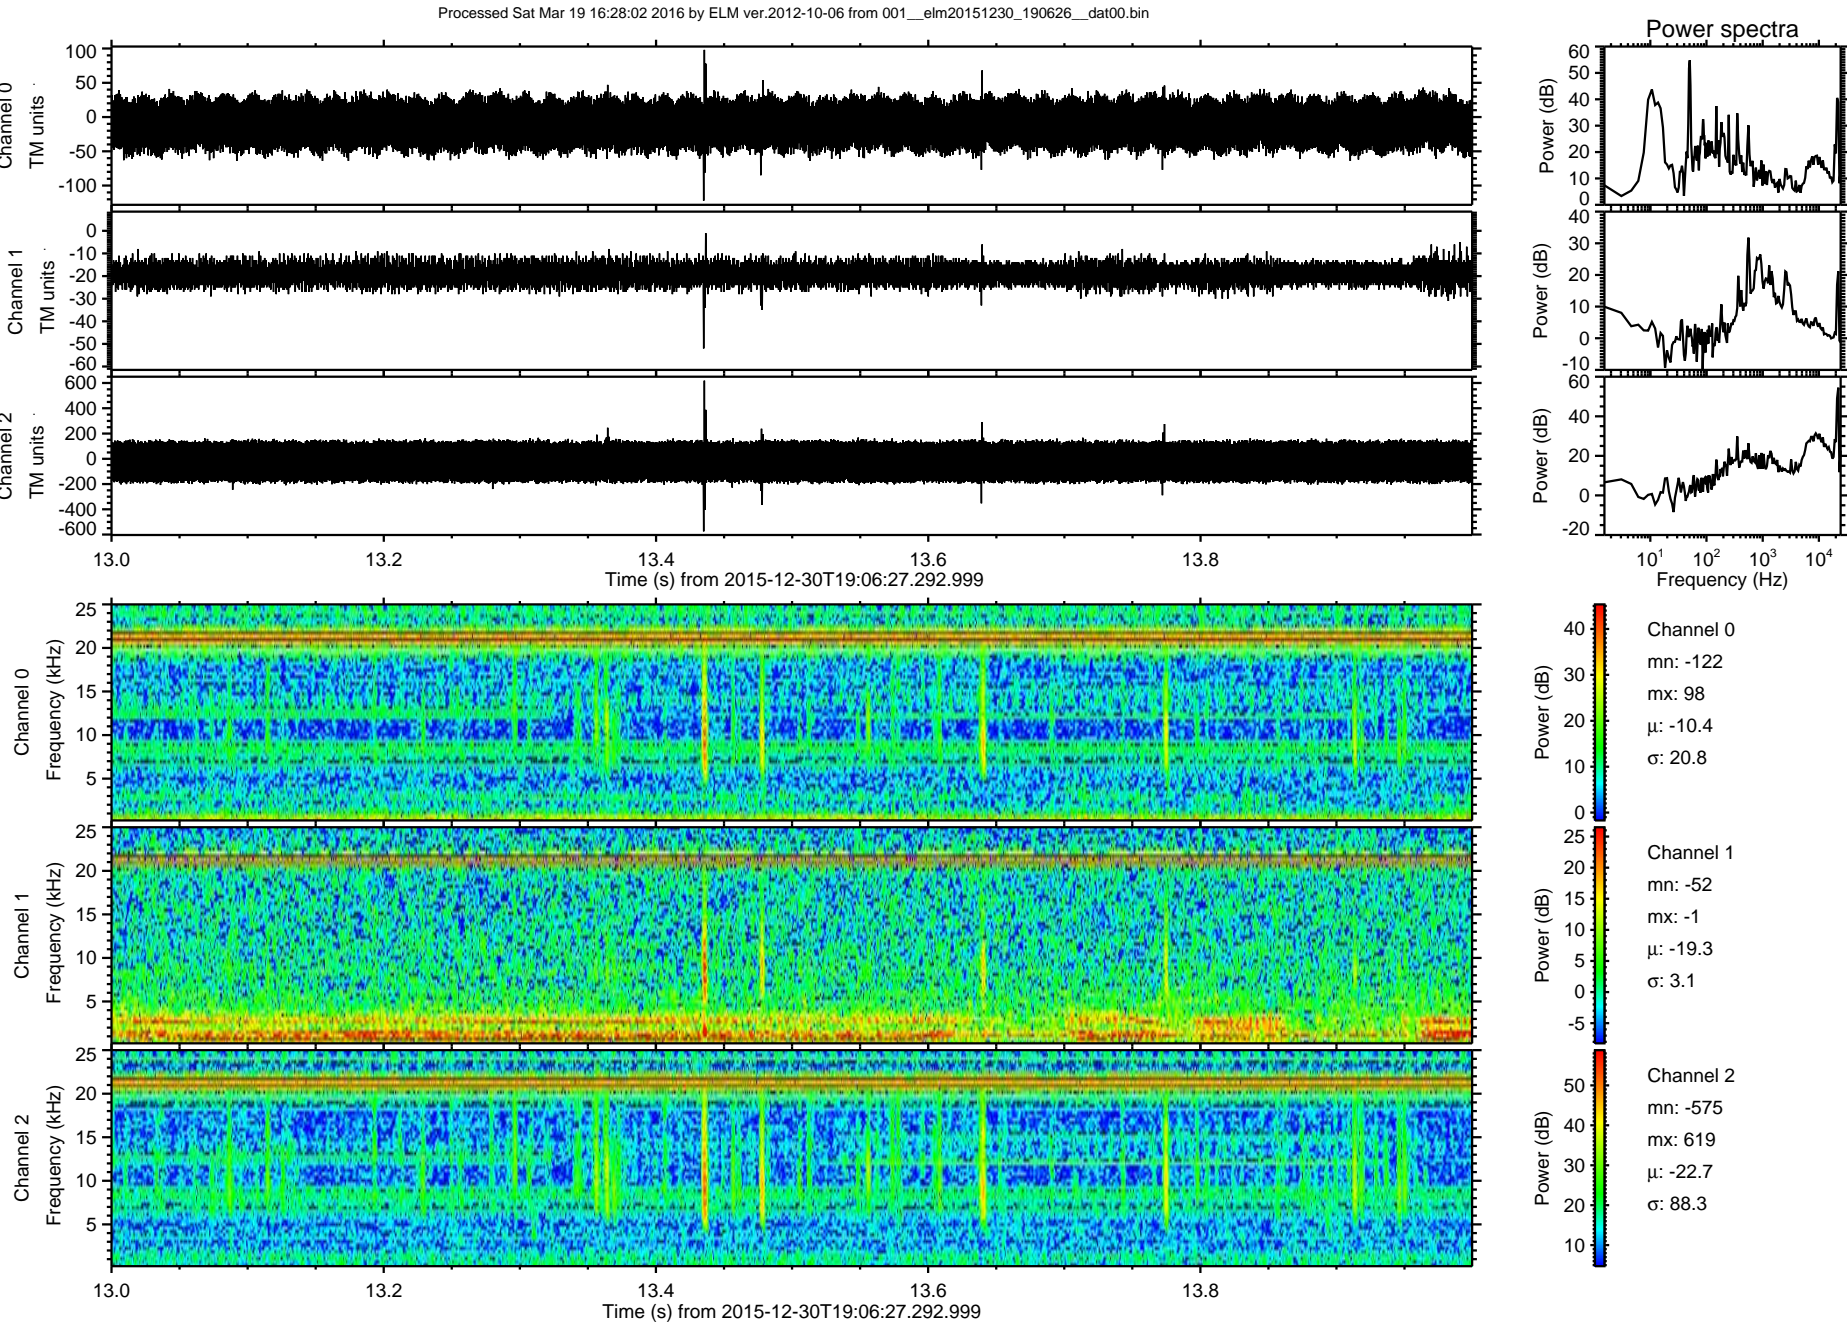 Processed Sat Mar 19 16:28:02 2016 by ELM ver.2012-10-06 from 001__elm20151230_190626__dat00.bin
Power spectra
Channel 0
TM units
100
50
0
-50
-100
Power (dB)
60
50
40
30
20
10
0
Channel 1
TM units
0
-10
-20
-30
-40
-50
-60
Power (dB)
40
30
20
10
0
-10
Channel 2
TM units
600
400
200
0
-200
-400
-600
Power (dB)
60
40
20
0
-20
13.0 13.2 13.4 13.6 13.8
Time (s) from 2015-12-30T19:06:27.292.999
10¹ 10² 10³ 10⁴
Frequency (Hz)
Channel 0
Frequency (kHz)
25
20
15
10
5
Power (dB)
40
30
20
10
0
Channel 0
mn: -122
mx: 98
μ: -10.4
σ: 20.8
Channel 1
Frequency (kHz)
25
20
15
10
5
Power (dB)
25
20
15
10
5
0
-5
Channel 1
mn: -52
mx: -1
μ: -19.3
σ: 3.1
Channel 2
Frequency (kHz)
25
20
15
10
5
Power (dB)
50
40
30
20
10
Channel 2
mn: -575
mx: 619
μ: -22.7
σ: 88.3
13.0 13.2 13.4 13.6 13.8
Time (s) from 2015-12-30T19:06:27.292.999